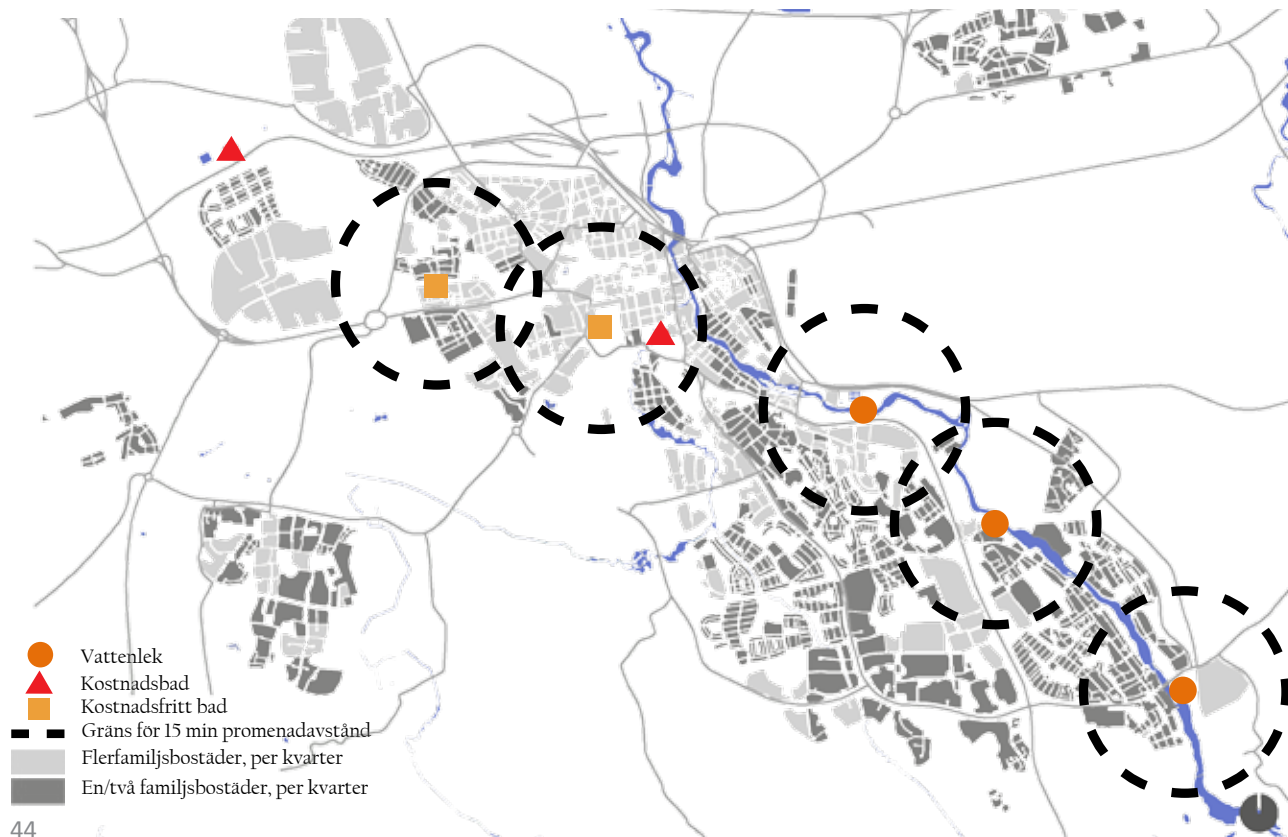 Vattenlek
Kostnadsbad
Kostnadsfritt bad
Gräns för 15 min promenadavstånd
Flerfamiljsbostäder, per kvarter
En/två familjsbostäder, per kvarter
44